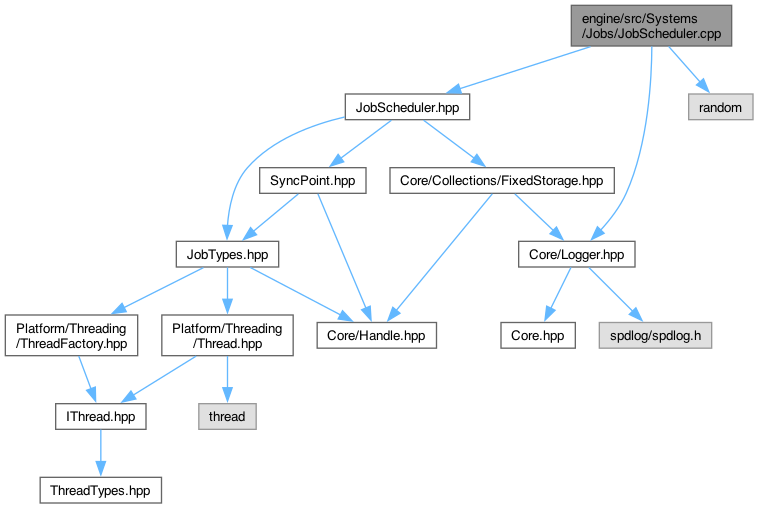 engine/src/Systems
/Jobs/JobScheduler.cpp
JobScheduler.hpp
random
SyncPoint.hpp
Core/Collections/FixedStorage.hpp
JobTypes.hpp
Core/Logger.hpp
Platform/Threading
/ThreadFactory.hpp
Platform/Threading
/Thread.hpp
Core/Handle.hpp
Core.hpp
spdlog/spdlog.h
IThread.hpp
thread
ThreadTypes.hpp